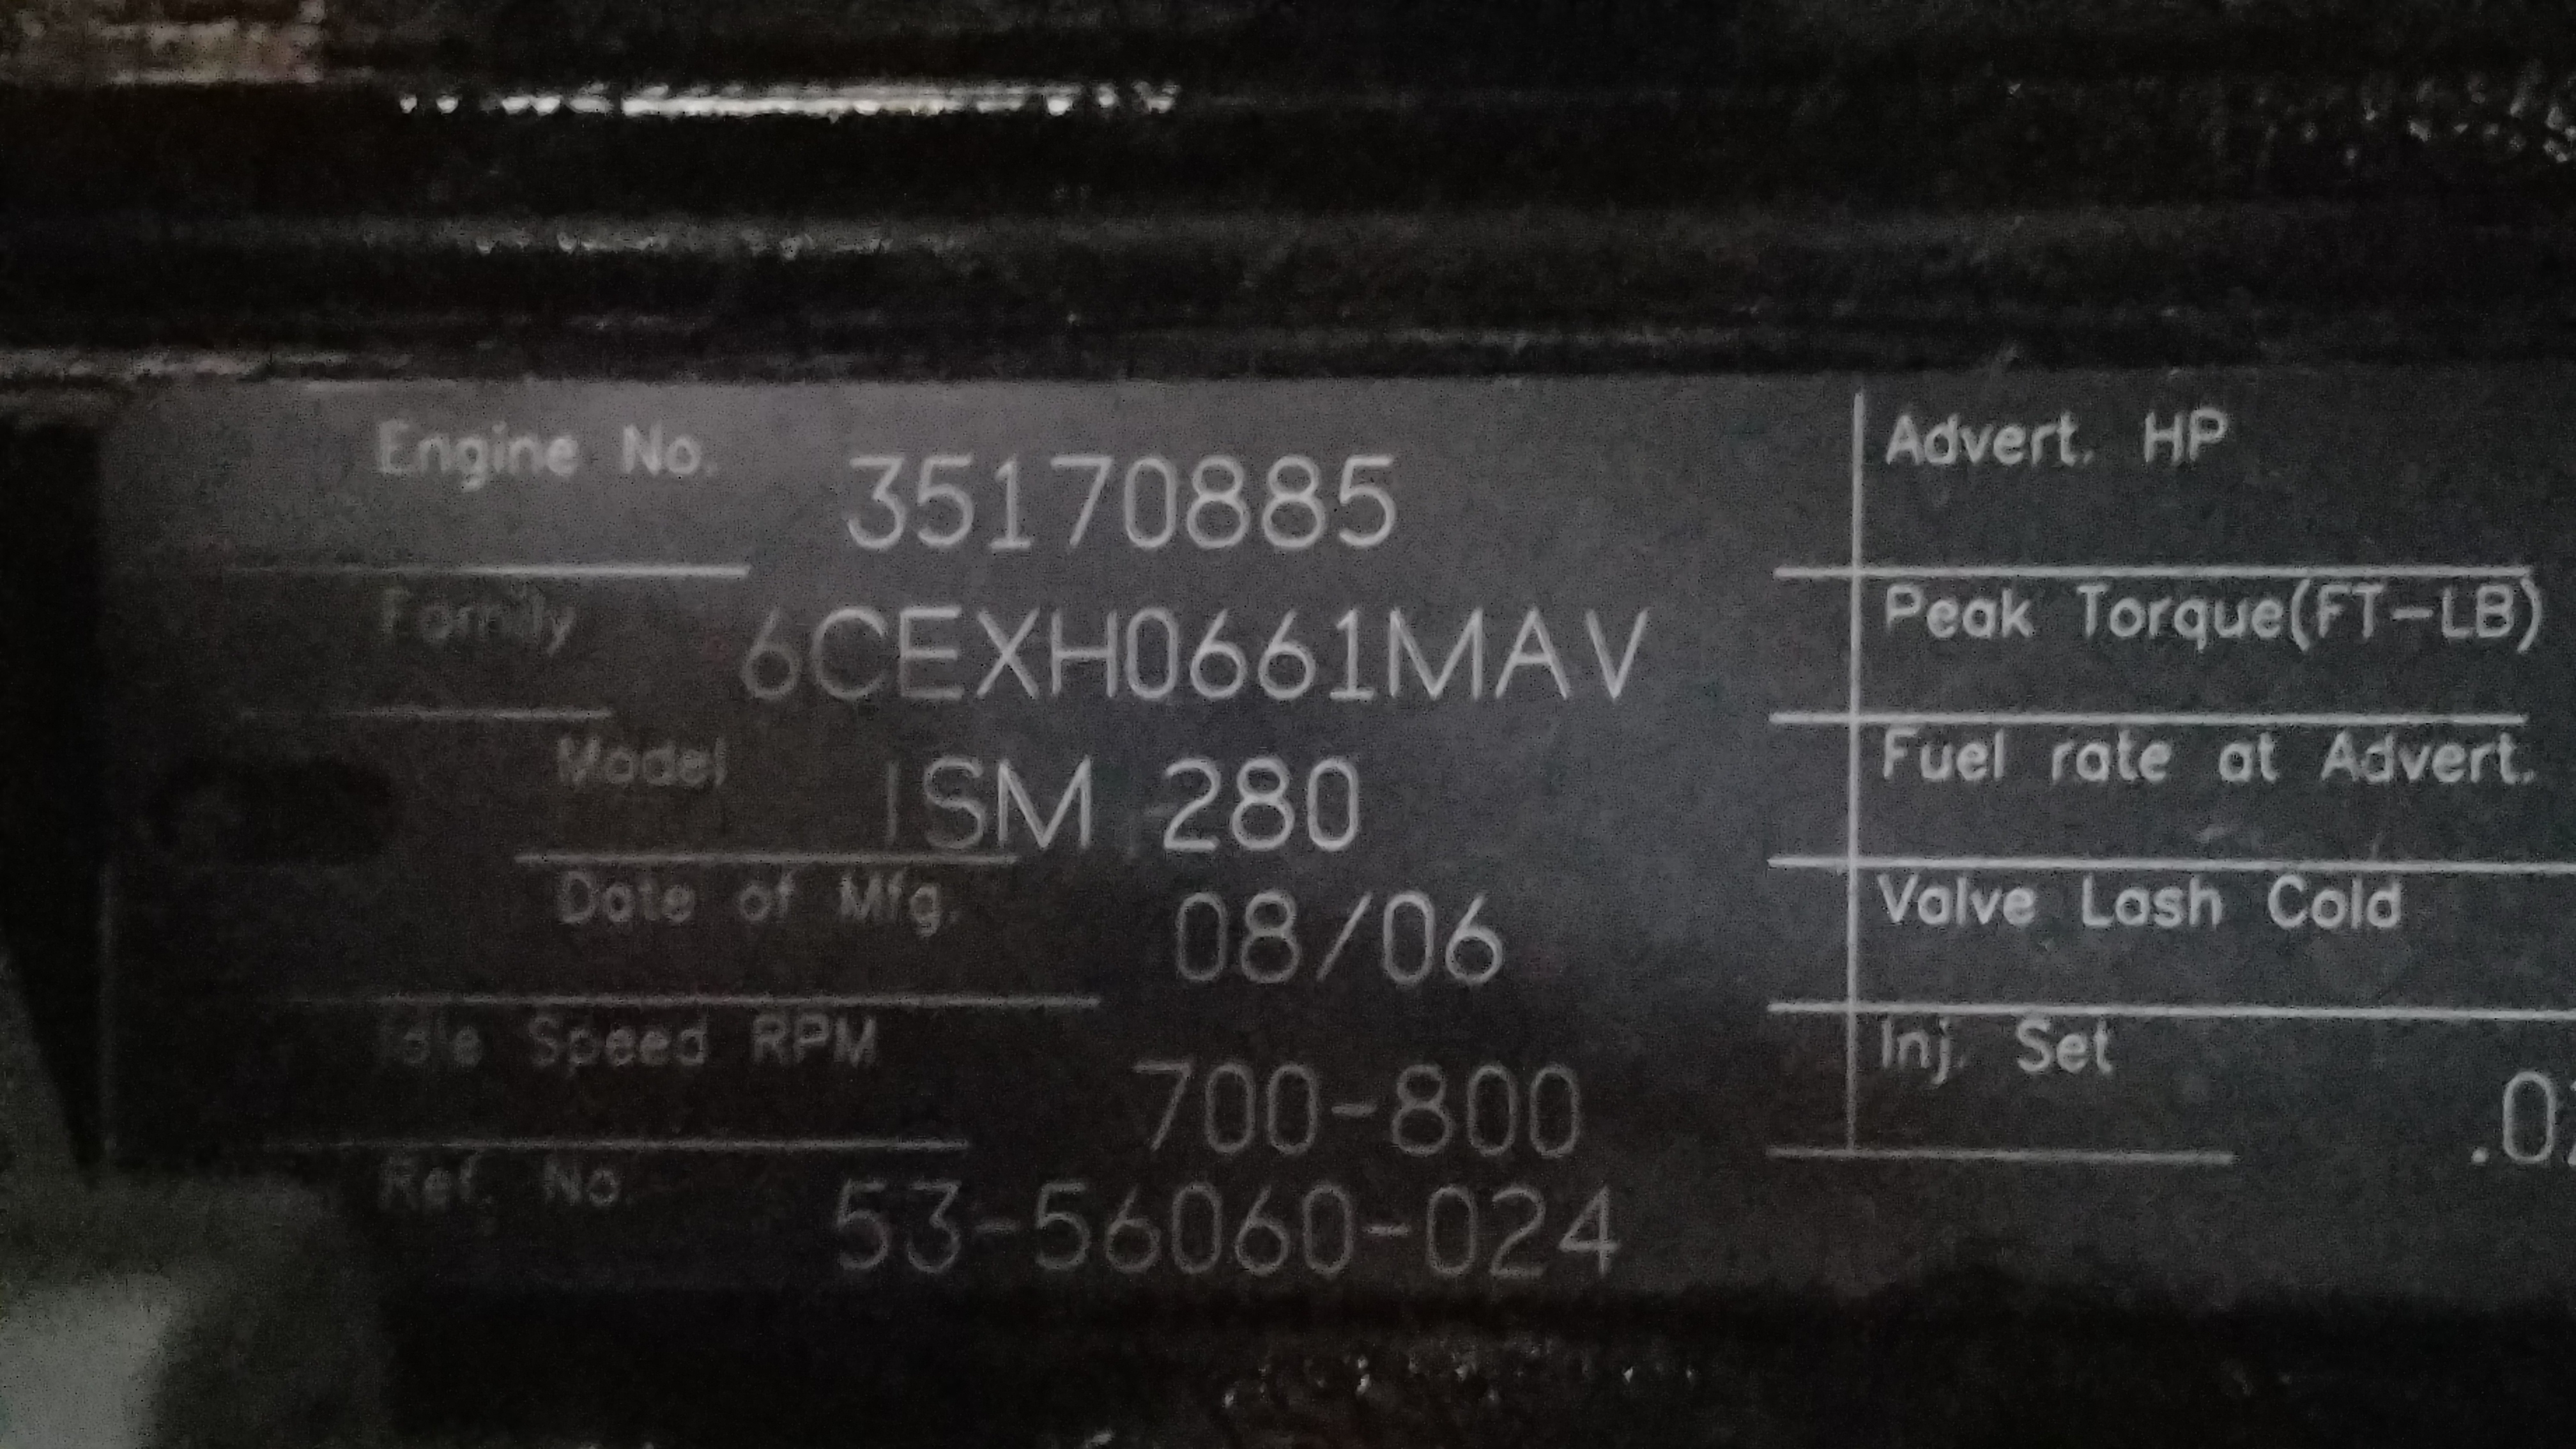 Engine No. 35170885
Family 6CEXH0661MAV
Model ISM 280
Date of Mfg. 08/06
Idle Speed RPM 700-800
Ref. No. 53-56060-024
Advert. HP
Peak Torque(FT-LB)
Fuel rate at Advert.
Valve Lash Cold
Inj. Set .0